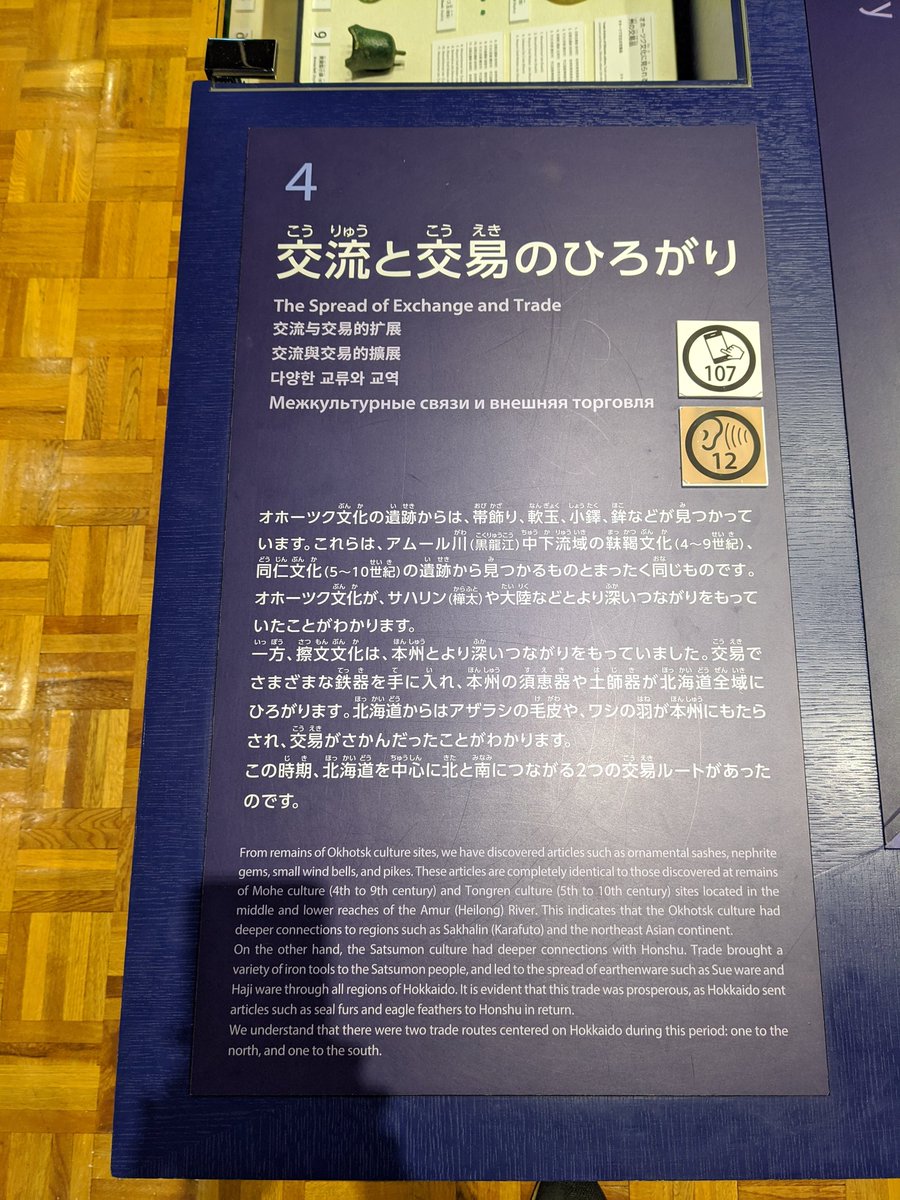 4
交流と交易のひろがり
The Spread of Exchange and Trade
交流与交易的扩展
交流與交易的擴展
다양한 교류와 교역
Межкультурные связи и внешняя торговля
107
12
オホーツク文化の遺跡からは、帯飾り、軟玉、小鐸、鉾などが見つかって
います。これらは、アムール川(黒龍江)中下流域の靺鞨文化(4〜9世紀)、
同仁文化(5〜10世紀)の遺跡から見つかるものとまったく同じものです。
オホーツク文化が、サハリン(樺太)や大陸などとより深いつながりをもって
いたことがわかります。
一方、擦文文化は、本州とより深いつながりをもっていました。交易で
さまざまな鉄器を手に入れ、本州の須恵器や土師器が北海道全域に
ひろがります。北海道からはアザラシの毛皮や、ワシの羽が本州にもたら
され、交易がさかんだったことがわかります。
この時期、北海道を中心に北と南につながる2つの交易ルートがあった
のです。
From remains of Okhotsk culture sites, we have discovered articles such as ornamental sashes, nephrite
gems, small wind bells, and pikes. These articles are completely identical to those discovered at remains
of Mohe culture (4th to 9th century) and Tongren culture (5th to 10th century) sites located in the
middle and lower reaches of the Amur (Heilong) River. This indicates that the Okhotsk culture had
deeper connections to regions such as Sakhalin (Karafuto) and the northeast Asian continent.
On the other hand, the Satsumon culture had deeper connections with Honshu. Trade brought a
variety of iron tools to the Satsumon people, and led to the spread of earthenware such as Sue ware and
Haji ware through all regions of Hokkaido. It is evident that this trade was prosperous, as Hokkaido sent
articles such as seal furs and eagle feathers to Honshu in return.
We understand that there were two trade routes centered on Hokkaido during this period: one to the
north, and one to the south.